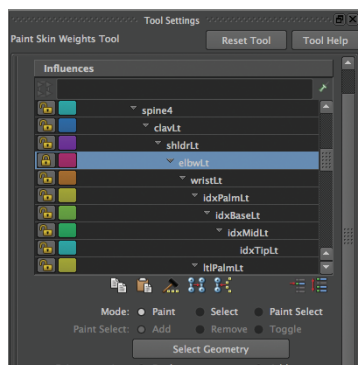 Tool Settings
Paint Skin Weights Tool Reset Tool Tool Help
Influences
spine4
clavLt
shldrLt
elbwLt
wristLt
idxPalmLt
idxBaseLt
idxMidLt
idxTipLt
ltlPalmLt
Mode: Paint Select Paint Select
Paint Select: Add Remove Toggle
Select Geometry